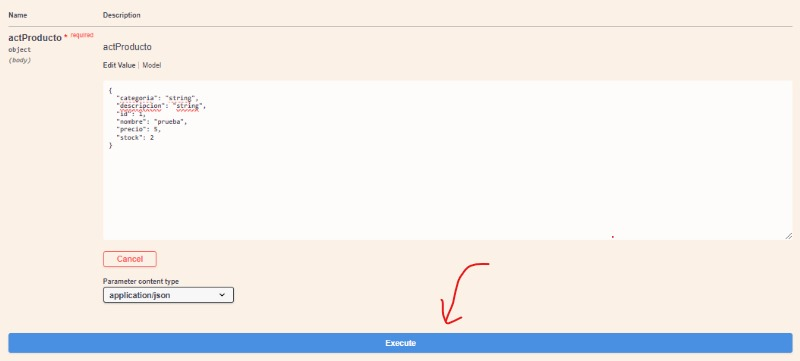 Name Description
actProducto * required
object
(body)
actProducto
Edit Value | Model
{
"categoria": "string",
"descripcion": "string",
"id": 1,
"nombre": "prueba",
"precio": 5,
"stock": 2
}
Cancel
Parameter content type
application/json
Execute